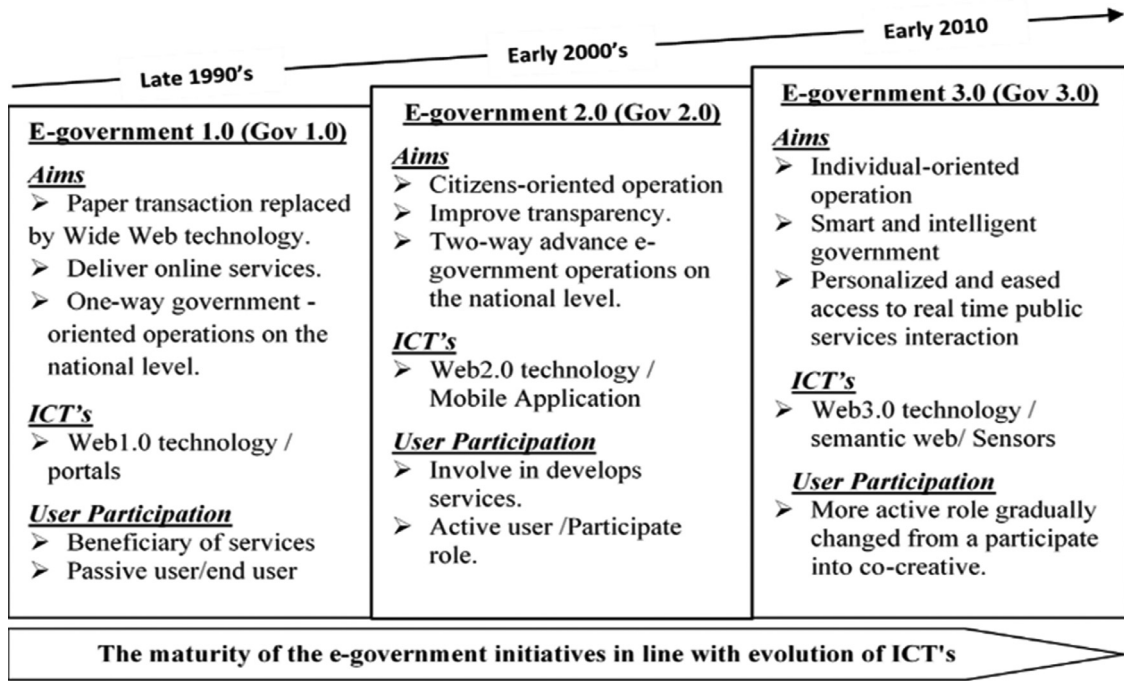 Late 1990's
Early 2000's
Early 2010
E-government 1.0 (Gov 1.0)
Aims
➢ Paper transaction replaced
by Wide Web technology.
➢ Deliver online services.
➢ One-way government -
oriented operations on the
national level.
ICT's
➢ Web1.0 technology /
portals
User Participation
➢ Beneficiary of services
➢ Passive user/end user
E-government 2.0 (Gov 2.0)
Aims
➢ Citizens-oriented operation
➢ Improve transparency.
➢ Two-way advance e-
government operations on
the national level.
ICT's
➢ Web2.0 technology /
Mobile Application
User Participation
➢ Involve in develops
services.
➢ Active user /Participate
role.
E-government 3.0 (Gov 3.0)
Aims
➢ Individual-oriented
operation
➢ Smart and intelligent
government
➢ Personalized and eased
access to real time public
services interaction
ICT's
➢ Web3.0 technology /
semantic web/ Sensors
User Participation
➢ More active role gradually
changed from a participate
into co-creative.
The maturity of the e-government initiatives in line with evolution of ICT's